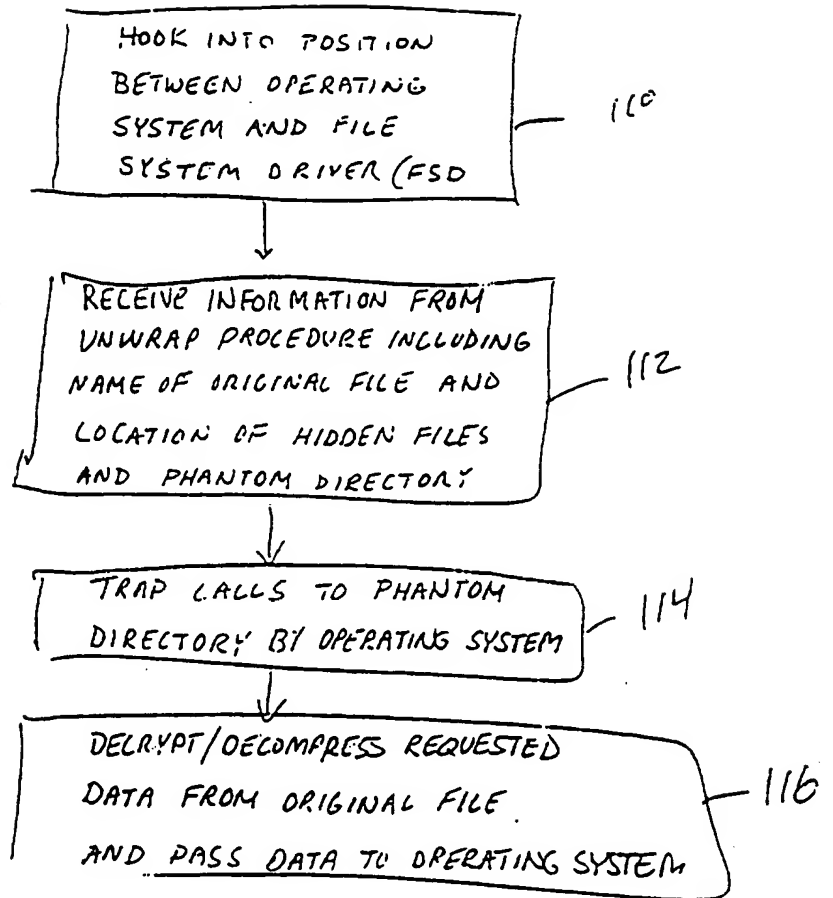 HOOK INTO POSITION
BETWEEN OPERATING
SYSTEM AND FILE
SYSTEM DRIVER (FSD
110
RECEIVE INFORMATION FROM
UNWRAP PROCEDURE INCLUDING
NAME OF ORIGINAL FILE AND
LOCATION OF HIDDEN FILES
AND PHANTOM DIRECTORY
112
TRAP CALLS TO PHANTOM
DIRECTORY BY OPERATING SYSTEM
114
DECRYPT/DECOMPRESS REQUESTED
DATA FROM ORIGINAL FILE
AND PASS DATA TO OPERATING SYSTEM
116